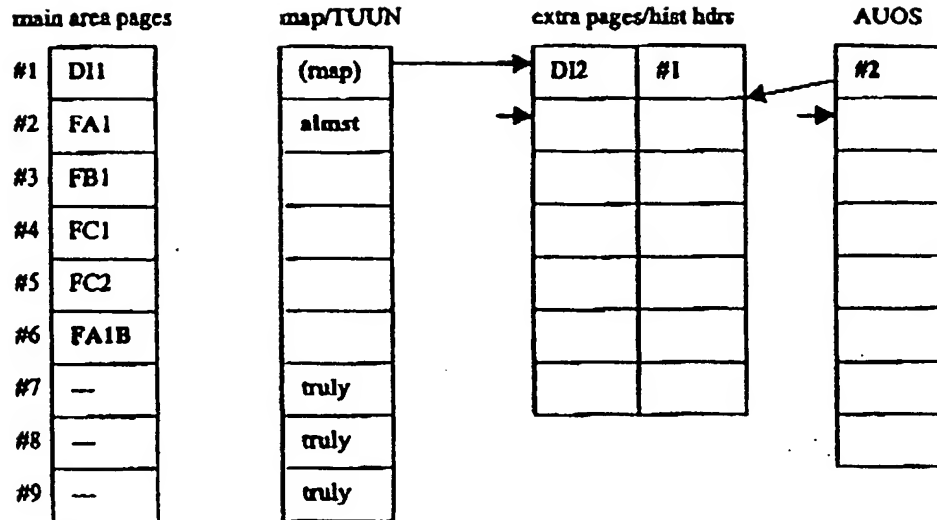 main area pages map/TUUN extra pages/hist hdrs AUOS
#1 DI1 (map) DI2 #1 #2
#2 FA1 almst
#3 FB1
#4 FC1
#5 FC2
#6 FA1B
#7 — truly
#8 — truly
#9 — truly